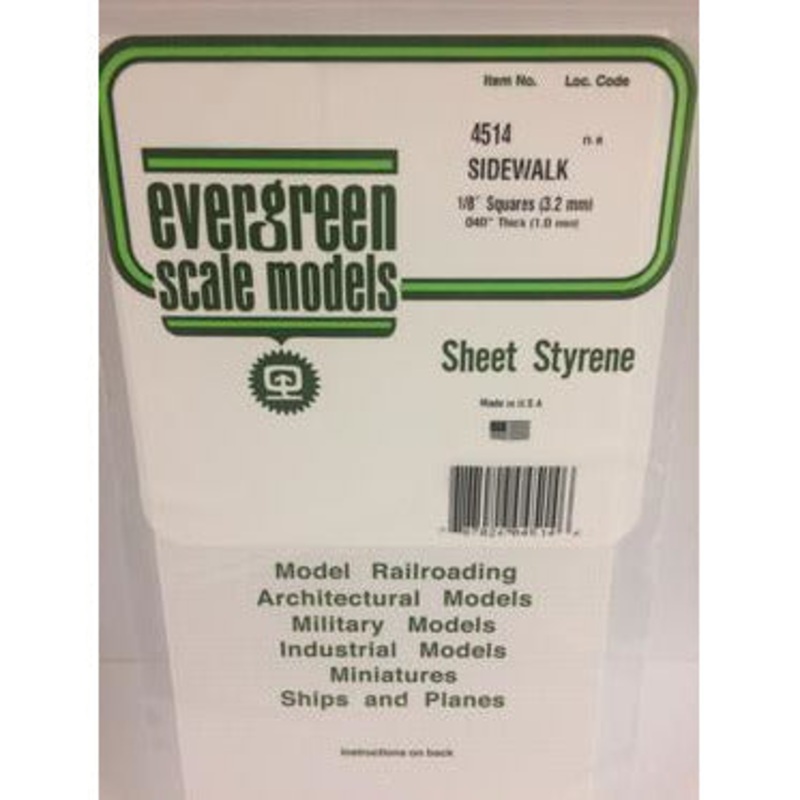 Item No. Loc. Code
4514
SIDEWALK
1/8" Squares (3.2 mm)
.040" Thick (1.0 mm)
evergreen
scale models
Sheet Styrene
Made in U.S.A
Model Railroading
Architectural Models
Military Models
Industrial Models
Miniatures
Ships and Planes
Instructions on back